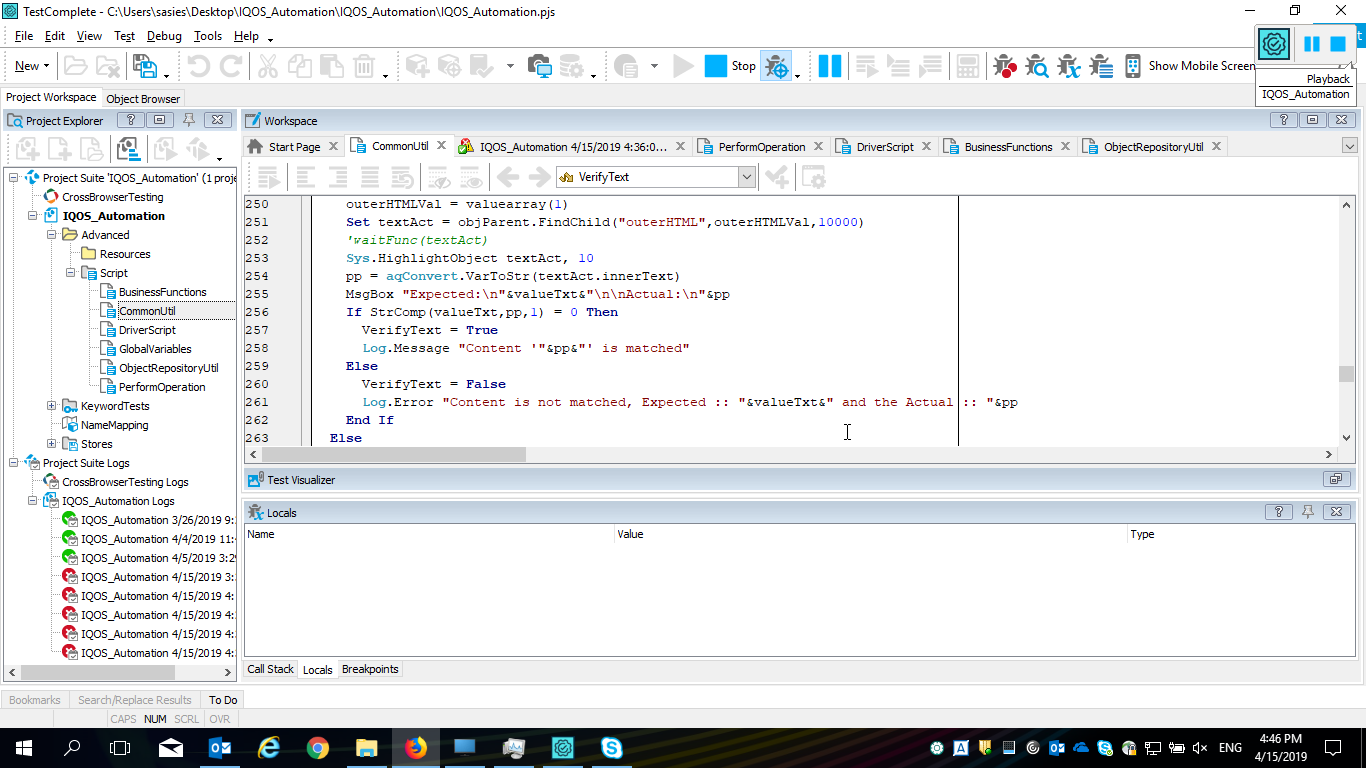 TestComplete - C:\Users\sasies\Desktop\IQOS_Automation\IQOS_Automation\IQOS_Automation.pjs
File Edit View Test Debug Tools Help
New Stop Show Mobile Screen
Playback
IQOS_Automation
Project Workspace Object Browser
Project Explorer
Workspace
Start Page CommonUtil IQOS_Automation 4/15/2019 4:36:0... PerformOperation DriverScript BusinessFunctions ObjectRepositoryUtil
VerifyText
Project Suite 'IQOS_Automation' (1 proje
CrossBrowserTesting
IQOS_Automation
Advanced
Resources
Script
BusinessFunctions
CommonUtil
DriverScript
GlobalVariables
ObjectRepositoryUtil
PerformOperation
KeywordTests
NameMapping
Stores
Project Suite Logs
CrossBrowserTesting Logs
IQOS_Automation Logs
IQOS_Automation 3/26/2019 9:
IQOS_Automation 4/4/2019 11:
IQOS_Automation 4/5/2019 3:29
IQOS_Automation 4/15/2019 3:
IQOS_Automation 4/15/2019 4:
IQOS_Automation 4/15/2019 4:
IQOS_Automation 4/15/2019 4:
IQOS_Automation 4/15/2019 4:
250 outerHTMLVal = valuearray(1)
251 Set textAct = objParent.FindChild("outerHTML",outerHTMLVal,10000)
252 'waitFunc(textAct)
253 Sys.HighlightObject textAct, 10
254 pp = aqConvert.VarToStr(textAct.innerText)
255 MsgBox "Expected:\n"&valueTxt&"\n\nActual:\n"&pp
256 If StrComp(valueTxt,pp,1) = 0 Then
257 VerifyText = True
258 Log.Message "Content '"&pp&"' is matched"
259 Else
260 VerifyText = False
261 Log.Error "Content is not matched, Expected :: "&valueTxt&" and the Actual :: "&pp
262 End If
263 Else
Test Visualizer
Locals
Name Value Type
Call Stack Locals Breakpoints
Bookmarks Search/Replace Results To Do
CAPS NUM SCRL OVR
ENG
4:46 PM
4/15/2019